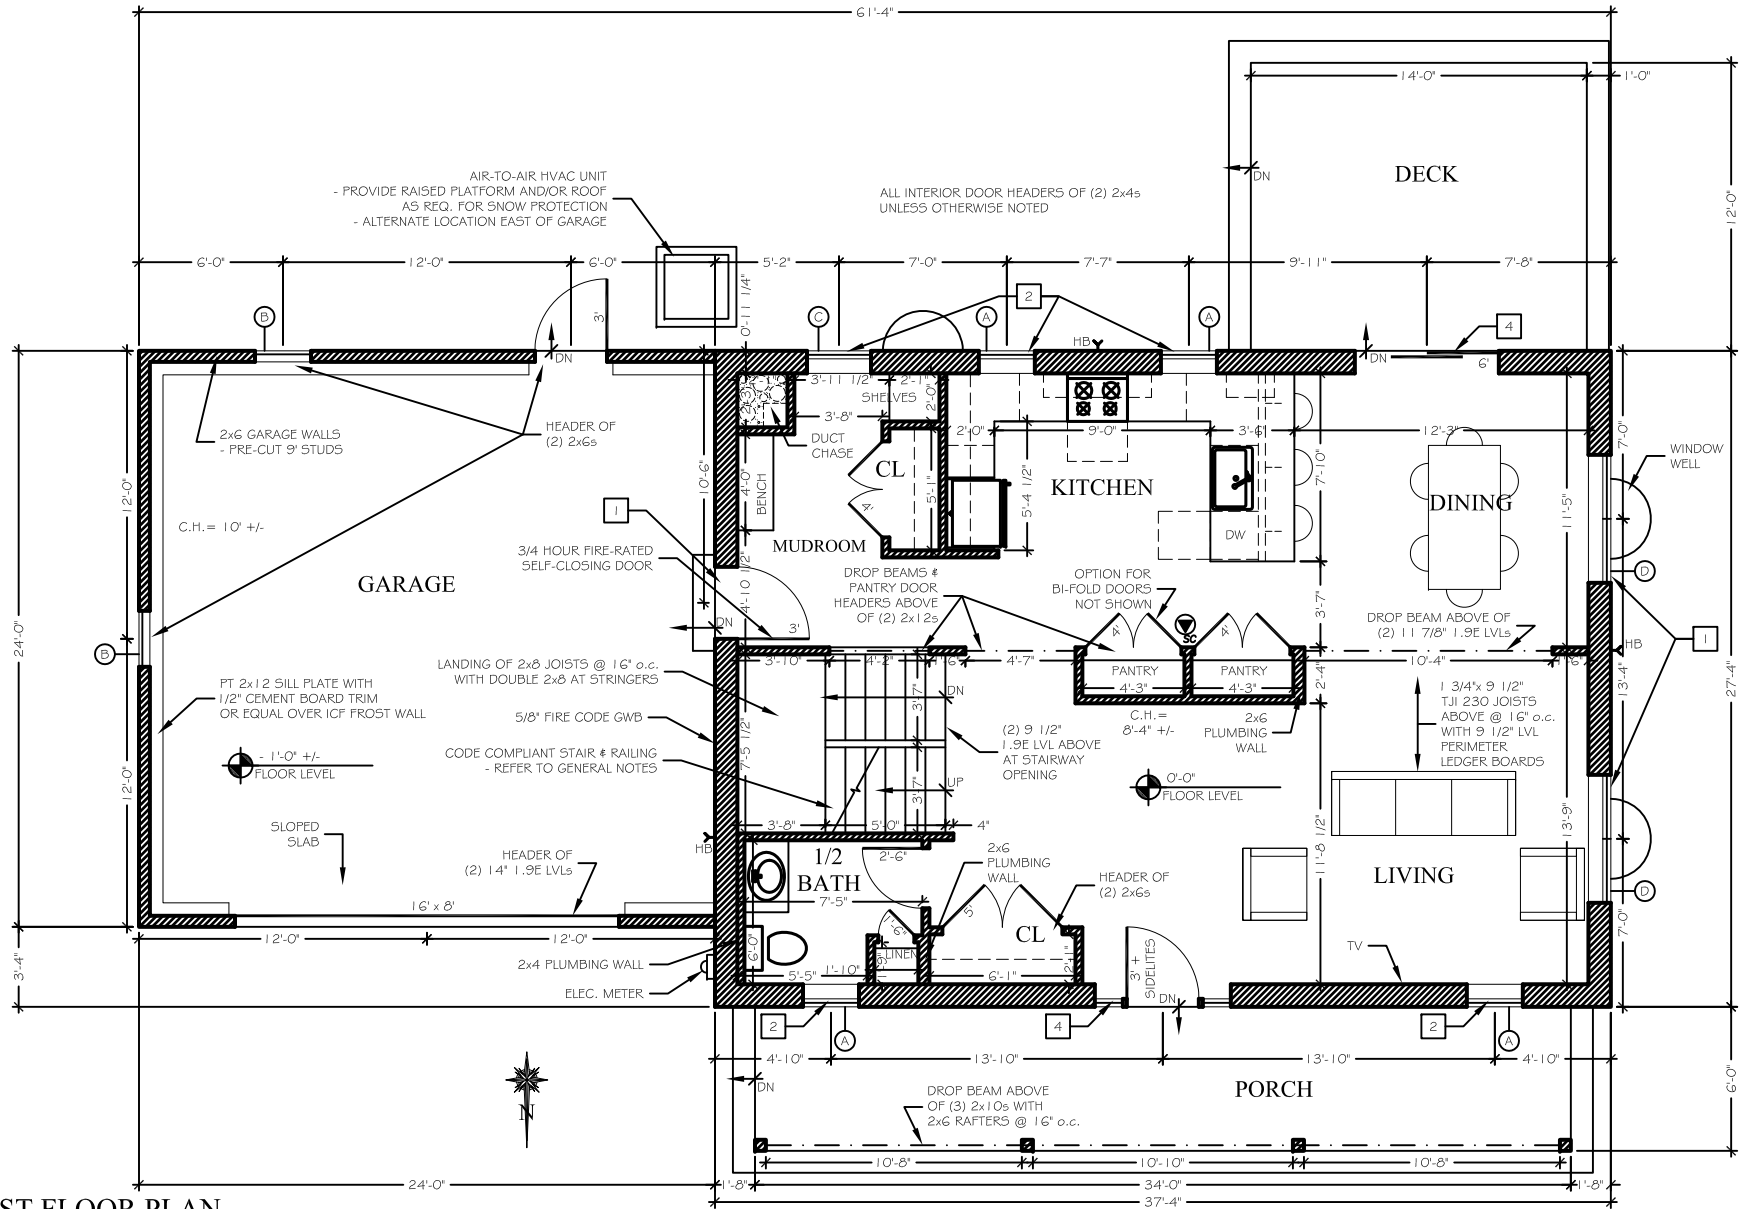 61'-4"
14'-0"
1'-0"
DECK
DN
12'-0"
AIR-TO-AIR HVAC UNIT
- PROVIDE RAISED PLATFORM AND/OR ROOF
AS REQ. FOR SNOW PROTECTION
- ALTERNATE LOCATION EAST OF GARAGE
ALL INTERIOR DOOR HEADERS OF (2) 2x4s
UNLESS OTHERWISE NOTED
6'-0"
12'-0"
6'-0"
5'-2"
7'-0"
7'-7"
9'-11"
7'-8"
0'-11 1/4"
B
3'
C
A
2
A
4
HB
DN
DN
6'
2x6 GARAGE WALLS
- PRE-CUT 9' STUDS
HEADER OF
(2) 2x6s
C.H.= 10' +/-
GARAGE
12'-0"
24'-0"
12'-0"
B
10'-6"
1
3/4 HOUR FIRE-RATED
SELF-CLOSING DOOR
DN
3'
2'-1"
3'-11 1/2"
2'-1"
SHELVES
2'-0"
2'-3"
3'-8"
DUCT
CHASE
BENCH
4'-0"
CL
4'
5'-1"
MUDROOM
4'-10 1/2"
2'-0"
9'-0"
3'-6"
12'-3"
5'-4 1/2"
KITCHEN
DW
7'-10"
DINING
11'-5"
7'-0"
WINDOW
WELL
D
DROP BEAMS &
PANTRY DOOR
HEADERS ABOVE
OF (2) 2x12s
OPTION FOR
BI-FOLD DOORS
NOT SHOWN
4'
SC
4'
3'-7"
DROP BEAM ABOVE OF
(2) 11 7/8" 1.9E LVLs
1
HB
3'-10"
4'-2"
1'-6"
4'-7"
PANTRY
PANTRY
4'-3"
4'-3"
2'-4"
10'-4"
1'-6"
13'-4"
27'-4"
LANDING OF 2x8 JOISTS @ 16" o.c.
WITH DOUBLE 2x8 AT STRINGERS
PT 2x12 SILL PLATE WITH
1/2" CEMENT BOARD TRIM
OR EQUAL OVER ICF FROST WALL
5/8" FIRE CODE GWB
CODE COMPLIANT STAIR & RAILING
- REFER TO GENERAL NOTES
7'-5 1/2"
3'-7"
DN
3'-7"
UP
(2) 9 1/2"
1.9E LVL ABOVE
AT STAIRWAY
OPENING
C.H.=
8'-4" +/-
2x6
PLUMBING
WALL
1 3/4"x 9 1/2"
TJI 230 JOISTS
ABOVE @ 16" o.c.
WITH 9 1/2" LVL
PERIMETER
LEDGER BOARDS
- 1'-0" +/-
FLOOR LEVEL
0'-0"
FLOOR LEVEL
SLOPED
SLAB
HEADER OF
(2) 14" 1.9E LVLs
HB
3'-8"
5'-0"
4"
1/2
BATH
2'-6"
2x6
PLUMBING
WALL
HEADER OF
(2) 2x6s
11'-8 1/2"
LIVING
13'-9"
D
7'-0"
16' x 8'
7'-5"
1'-6"
5'
CL
LINEN
6'-0"
1'-9"
5'-5"
1'-10"
6'-1"
2'-1"
3' +
SIDELITES
DN
TV
12'-0"
12'-0"
3'-4"
2x4 PLUMBING WALL
ELEC. METER
2
A
4
2
A
4'-10"
13'-10"
13'-10"
4'-10"
DN
N
DROP BEAM ABOVE
OF (3) 2x10s WITH
2x6 RAFTERS @ 16" o.c.
PORCH
6'-0"
10'-8"
10'-10"
10'-8"
24'-0"
1'-8"
34'-0"
1'-8"
37'-4"
ST FLOOR PLAN